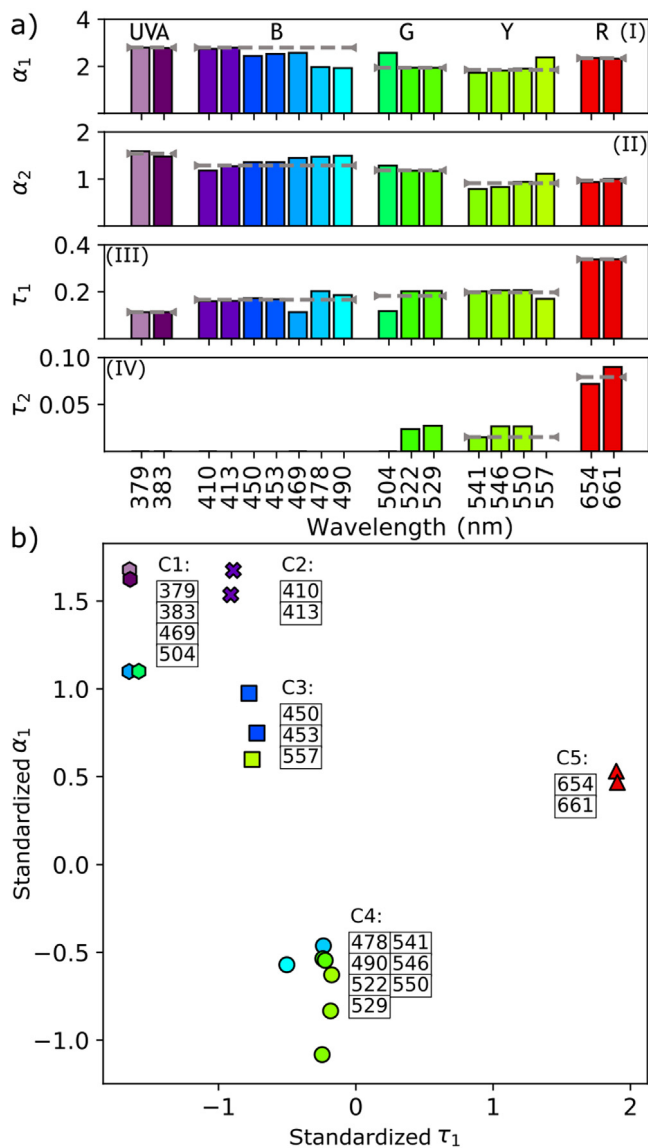 a)
4
UVA B G Y R (I)
α1
2
2
(II)
α2
1
0.4
(III)
τ1
0.2
0.10
(IV)
τ2
0.05
379 383 410 413 450 453 469 478 490 504 522 529 541 546 550 557 654 661
Wavelength (nm)
b)
C1:
379
383
469
504
C2:
410
413
C3:
450
453
557
C5:
654
661
C4:
478 541
490 546
522 550
529
1.5
1.0
0.5
0.0
−0.5
−1.0
Standardized α1
−1 0 1 2
Standardized τ1